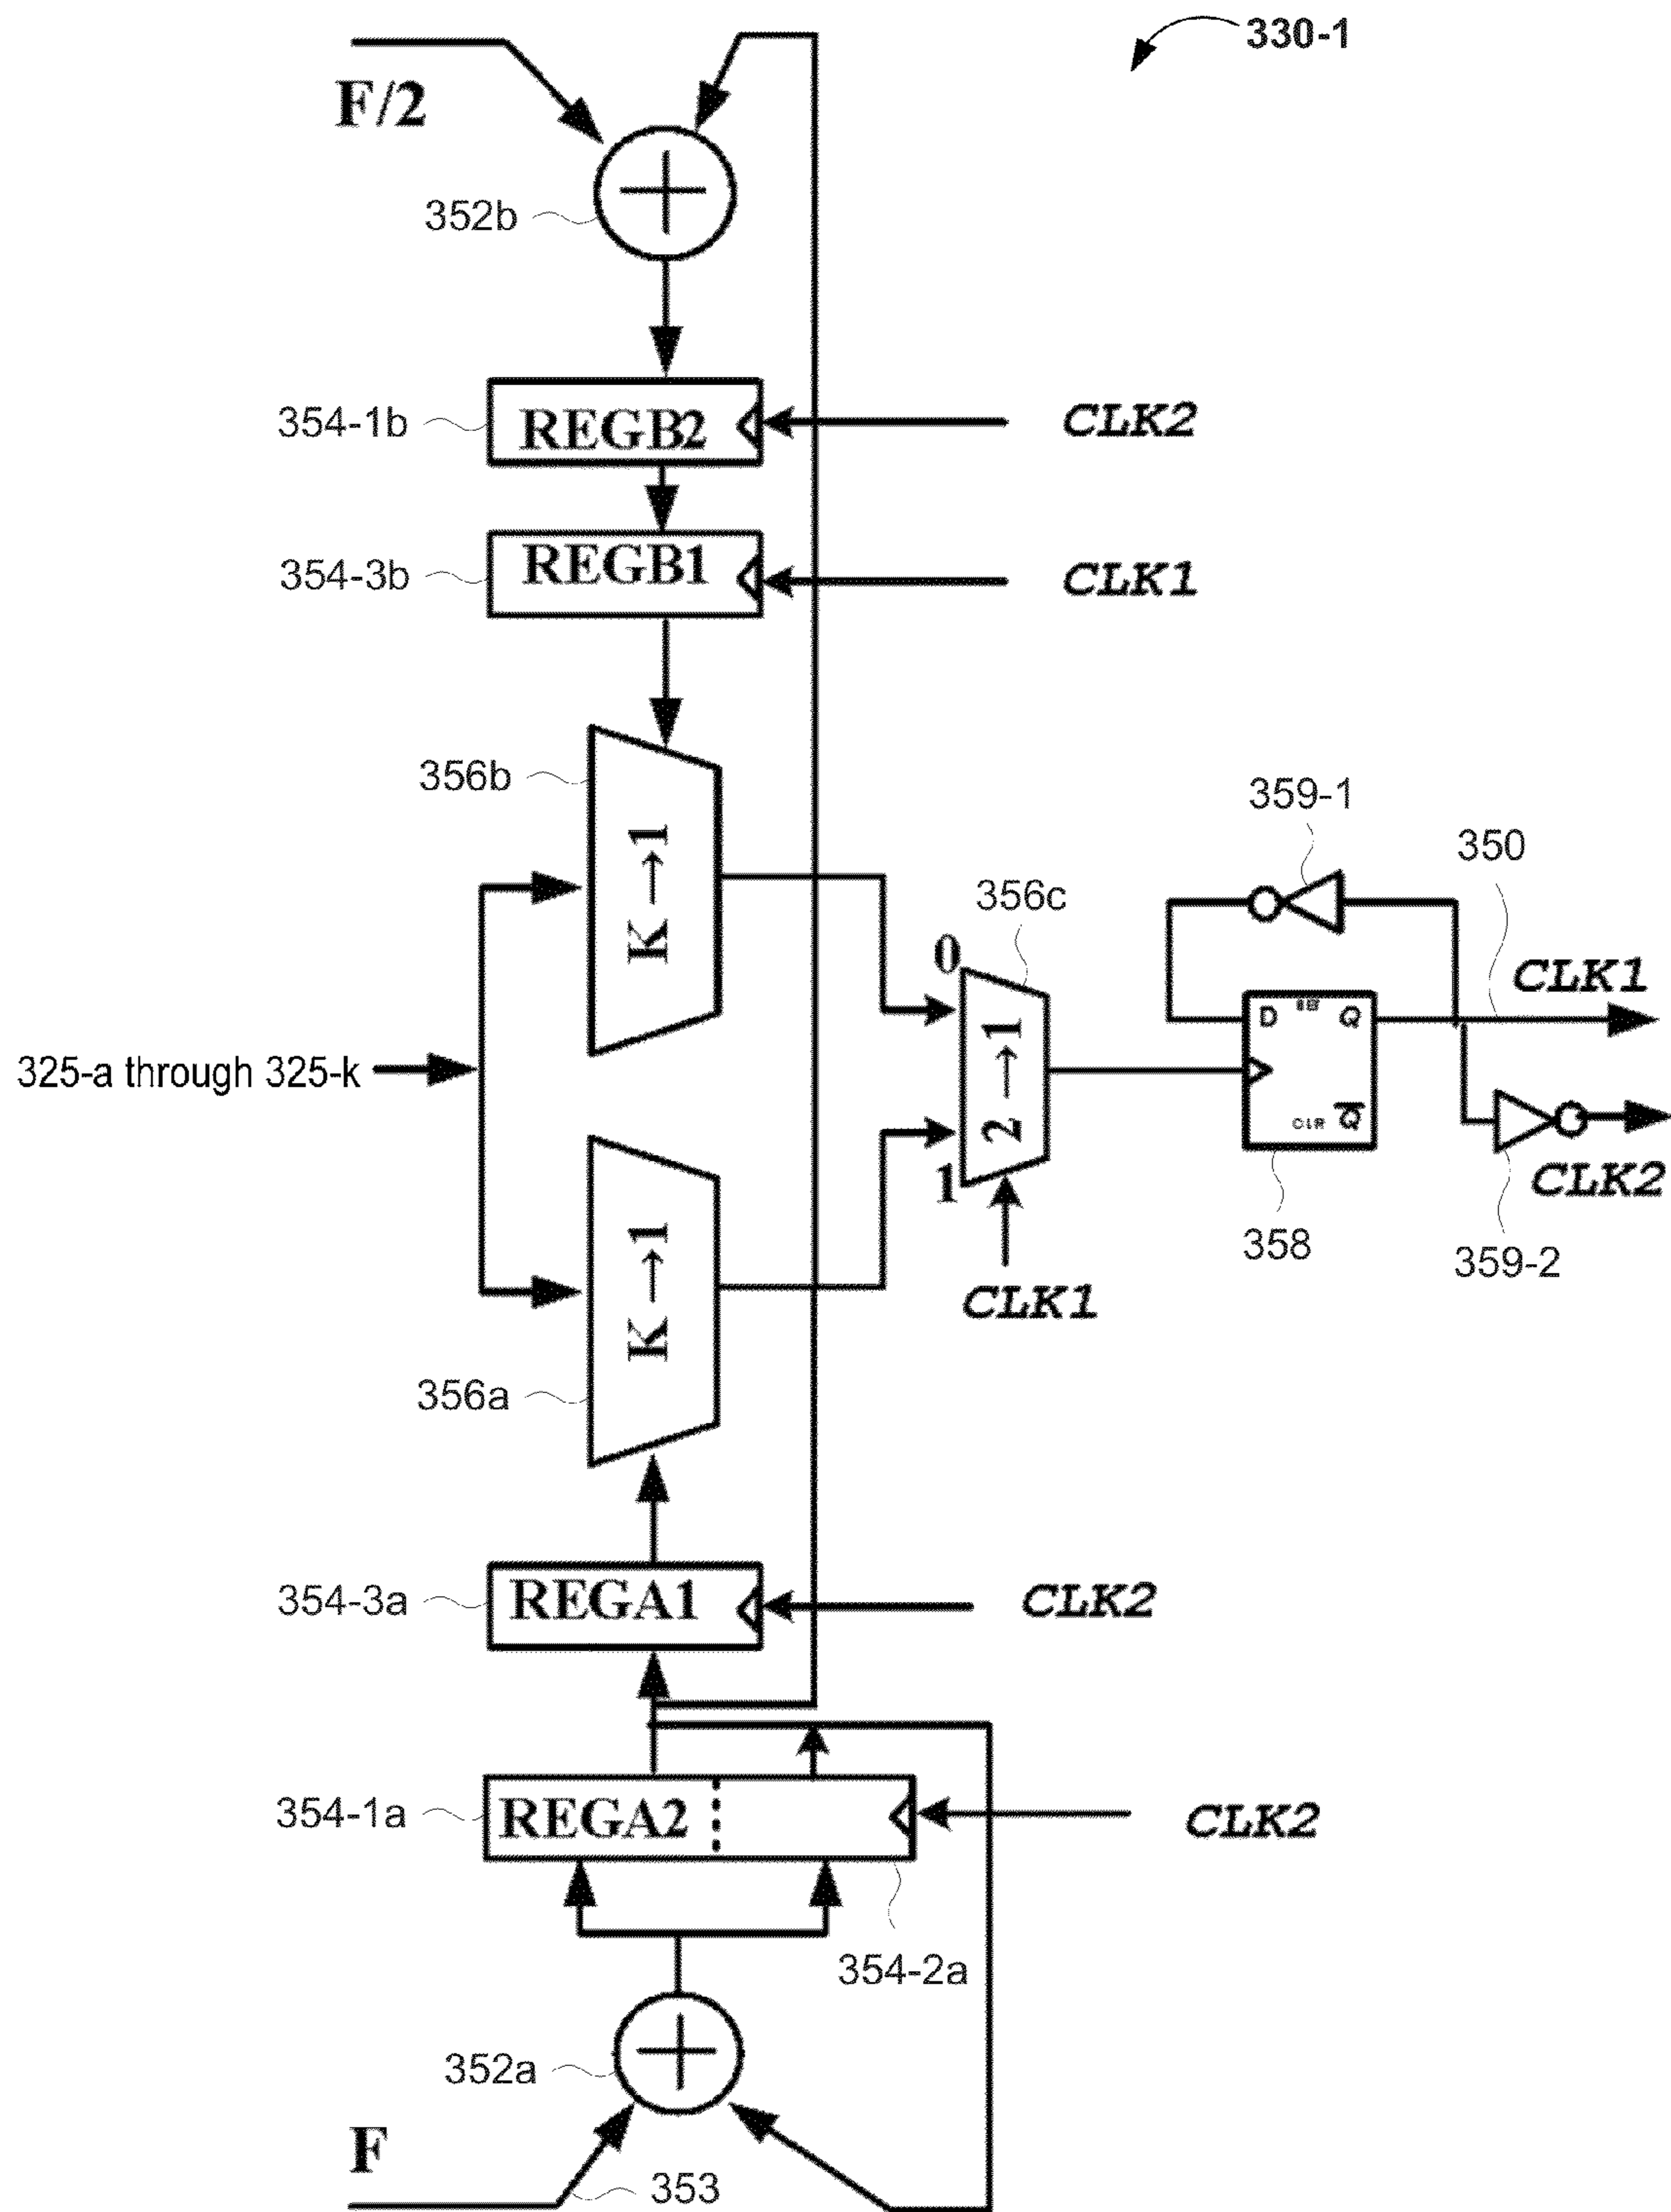 330-1
F/2
352b
354-1b
REGB2
CLK2
354-3b
REGB1
CLK1
356b
K→1
359-1
350
356c
0
CLK1
D
Q
325-a through 325-k
2→1
CLR Q̅
1
CLK2
358
359-2
K→1
CLK1
356a
354-3a
REGA1
CLK2
354-1a
REGA2
CLK2
354-2a
352a
F
353